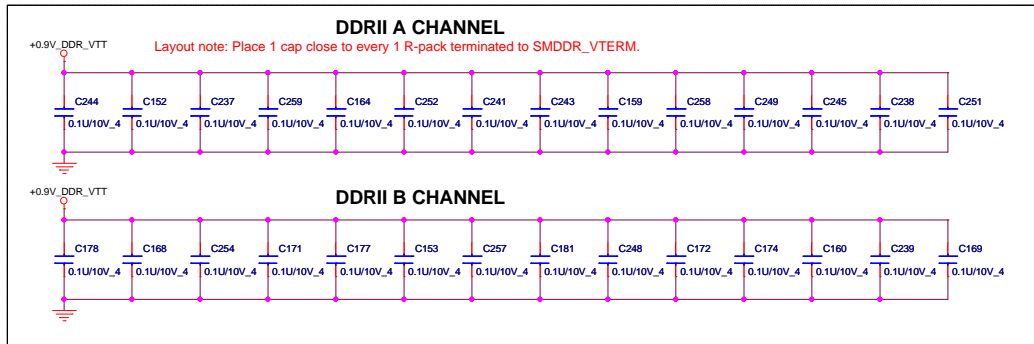 DDRII A CHANNEL
+0.9V_DDR_VTT
Layout note: Place 1 cap close to every 1 R-pack terminated to SMDDR_VTERM.
C244 C152 C237 C259 C164 C252 C241 C243 C159 C258 C249 C245 C238 C251
0.1U/10V_4 0.1U/10V_4 0.1U/10V_4 0.1U/10V_4 0.1U/10V_4 0.1U/10V_4 0.1U/10V_4 0.1U/10V_4 0.1U/10V_4 0.1U/10V_4 0.1U/10V_4 0.1U/10V_4 0.1U/10V_4 0.1U/10V_4
+0.9V_DDR_VTT
DDRII B CHANNEL
C178 C168 C254 C171 C177 C153 C257 C181 C248 C172 C174 C160 C239 C169
0.1U/10V_4 0.1U/10V_4 0.1U/10V_4 0.1U/10V_4 0.1U/10V_4 0.1U/10V_4 0.1U/10V_4 0.1U/10V_4 0.1U/10V_4 0.1U/10V_4 0.1U/10V_4 0.1U/10V_4 0.1U/10V_4 0.1U/10V_4